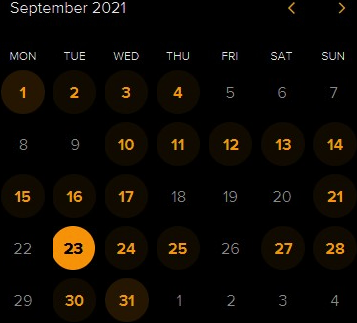 September 2021 < >
MON TUE WED THU FRI SAT SUN
1 2 3 4 5 6 7
8 9 10 11 12 13 14
15 16 17 18 19 20 21
22 23 24 25 26 27 28
29 30 31 1 2 3 4